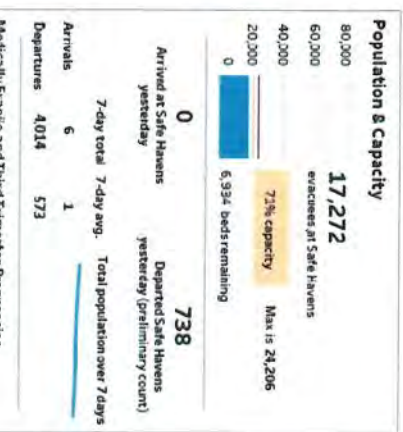 Population & Capacity
80,000
60,000
40,000
20,000
0
17,272
evacuees at Safe Havens
71% capacity
Max is 24,206
6,934 beds remaining
0
Arrived at Safe Havens
yesterday
738
Departed Safe Havens
yesterday (preliminary count)
7-day total 7-day avg. Total population over 7 days
Arrivals 6 1
Departures 4,014 573